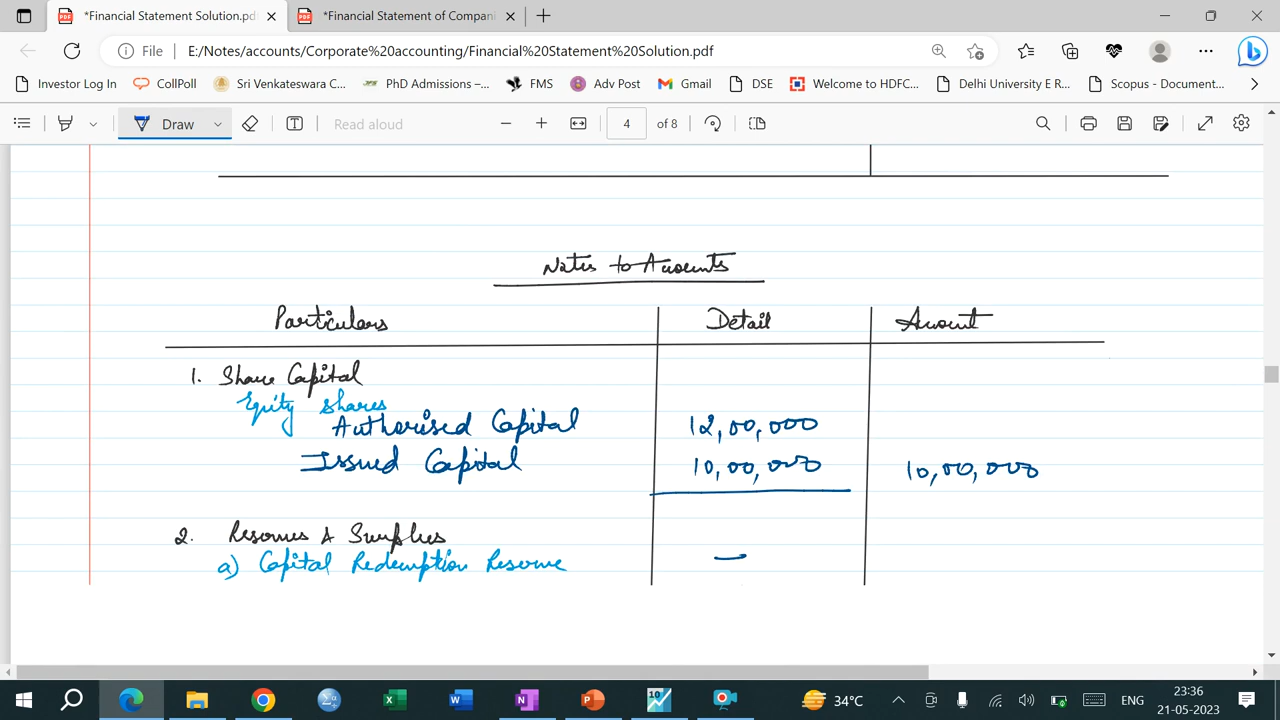 *Financial Statement Solution.pd
*Financial Statement of Compani
File E:/Notes/accounts/Corporate%20accounting/Financial%20Statement%20Solution.pdf
Investor Log In CollPoll Sri Venkateswara C... PhD Admissions –... FMS Adv Post Gmail DSE Welcome to HDFC... Delhi University E R... Scopus - Document...
Draw Read aloud 4 of 8
Notes to Accounts
Particulars Detail Amount
1. Share Capital
Equity Shares
Authorised Capital 12,00,000
Issued Capital 10,00,000 10,00,000
2. Reserves & Surplus
a) Capital Redemption Reserve —
34°C ENG 23:36
21-05-2023